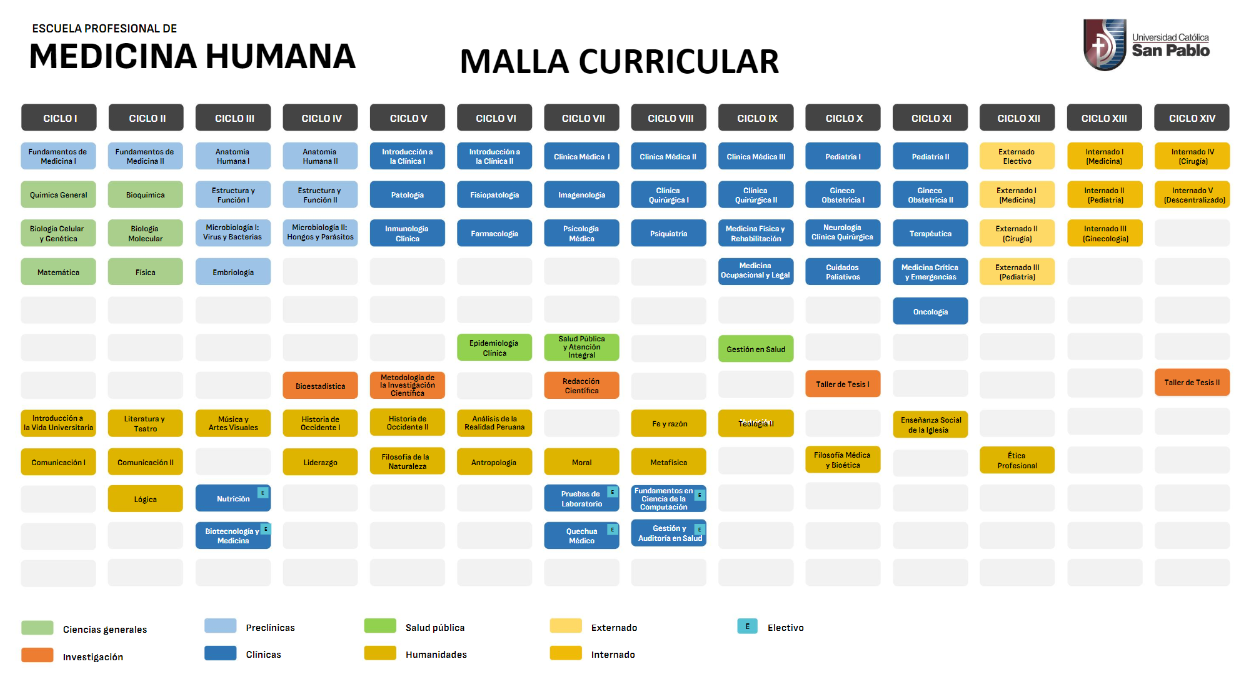 ESCUELA PROFESIONAL DE
MEDICINA HUMANA
MALLA CURRICULAR
Universidad Católica
San Pablo
CICLO I
CICLO II
CICLO III
CICLO IV
CICLO V
CICLO VI
CICLO VII
CICLO VIII
CICLO IX
CICLO X
CICLO XI
CICLO XII
CICLO XIII
CICLO XIV
Fundamentos de
Medicina I
Fundamentos de
Medicina II
Anatomía
Humana I
Anatomía
Humana II
Introducción a
la Clínica I
Introducción a
la Clínica II
Clínica Médica I
Clínica Médica II
Clínica Médica III
Pediatría I
Pediatría II
Externado
Electivo
Internado I
(Medicina)
Internado IV
(Cirugía)
Química General
Bioquímica
Estructura y
Función I
Estructura y
Función II
Patología
Fisiopatología
Imagenología
Clínica
Quirúrgica I
Clínica
Quirúrgica II
Gineco
Obstetricia I
Gineco
Obstetricia II
Externado I
(Medicina)
Internado II
(Pediatría)
Internado V
(Descentralizado)
Biología Celular
y Genética
Biología
Molecular
Microbiología I:
Virus y Bacterias
Microbiología II:
Hongos y Parásitos
Inmunología
Clínica
Farmacología
Psicología
Médica
Psiquiatría
Medicina Física y
Rehabilitación
Neurología
Clínica Quirúrgica
Terapéutica
Externado II
(Cirugía)
Internado III
(Ginecología)
Matemática
Física
Embriología
Medicina
Ocupacional y Legal
Cuidados
Paliativos
Medicina Crítica
y Emergencias
Externado III
(Pediatría)
Oncología
Epidemiología
Clínica
Salud Pública
y Atención
Integral
Gestión en Salud
Bioestadística
Metodología de
la Investigación
Científica
Redacción
Científica
Taller de Tesis I
Taller de Tesis II
Introducción a
la Vida Universitaria
Literatura y
Teatro
Música y
Artes Visuales
Historia de
Occidente I
Historia de
Occidente II
Análisis de la
Realidad Peruana
Fe y razón
Teología II
Enseñanza Social
de la Iglesia
Comunicación I
Comunicación II
Liderazgo
Filosofía de la
Naturaleza
Antropología
Moral
Metafísica
Filosofía Médica
y Bioética
Ética
Profesional
Lógica
Nutrición
E
Pruebas de
Laboratorio
E
Fundamentos en
Ciencia de la
Computación
E
Biotecnología y
Medicina
E
Quechua
Médico
E
Gestión y
Auditoría en Salud
E
Ciencias generales
Preclínicas
Salud pública
Externado
E
Electivo
Investigación
Clínicas
Humanidades
Internado